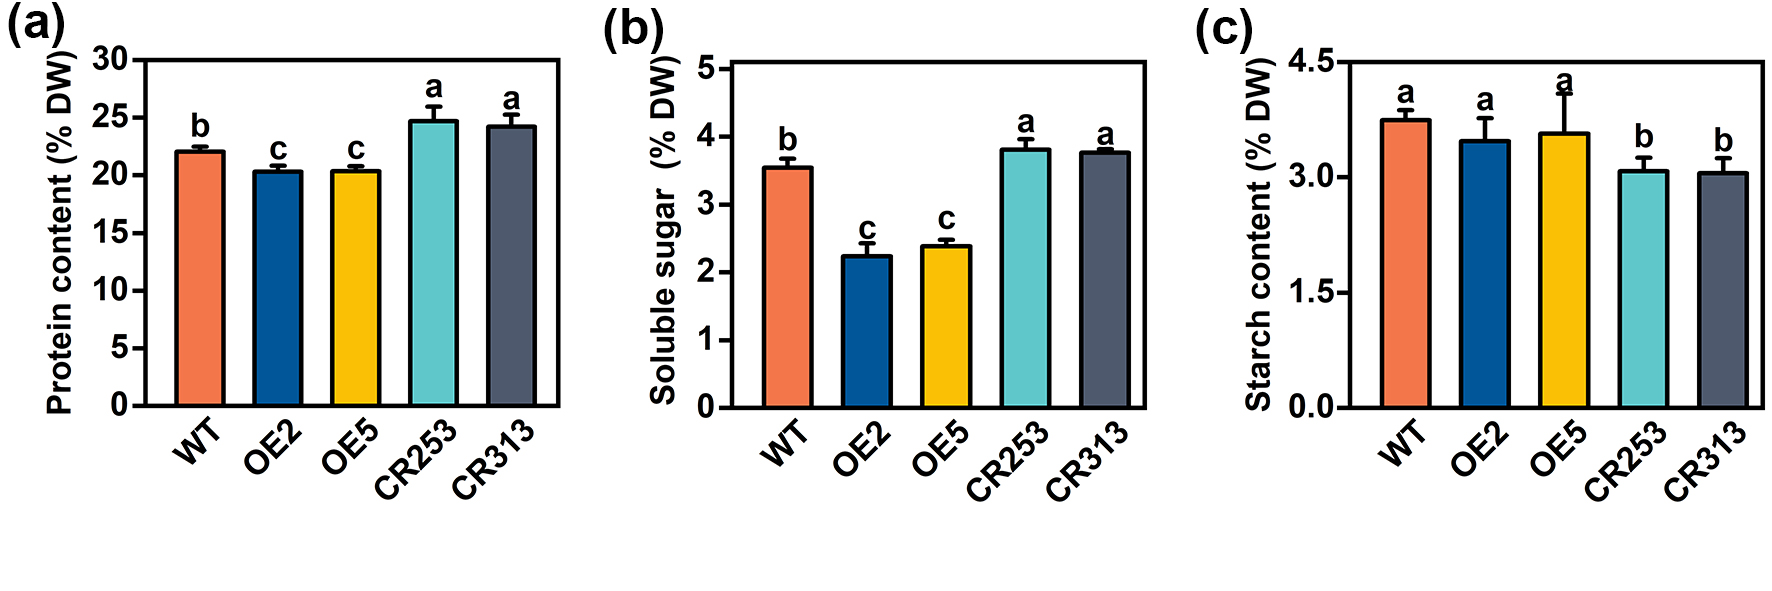 (a)
Protein content (% DW)
30
25
20
15
10
5
0
b
c
c
a
a
WT
OE2
OE5
CR253
CR313
(b)
Soluble sugar (% DW)
5
4
3
2
1
0
b
c
c
a
a
WT
OE2
OE5
CR253
CR313
(c)
Starch content (% DW)
4.5
3.0
1.5
0.0
a
a
a
b
b
WT
OE2
OE5
CR253
CR313